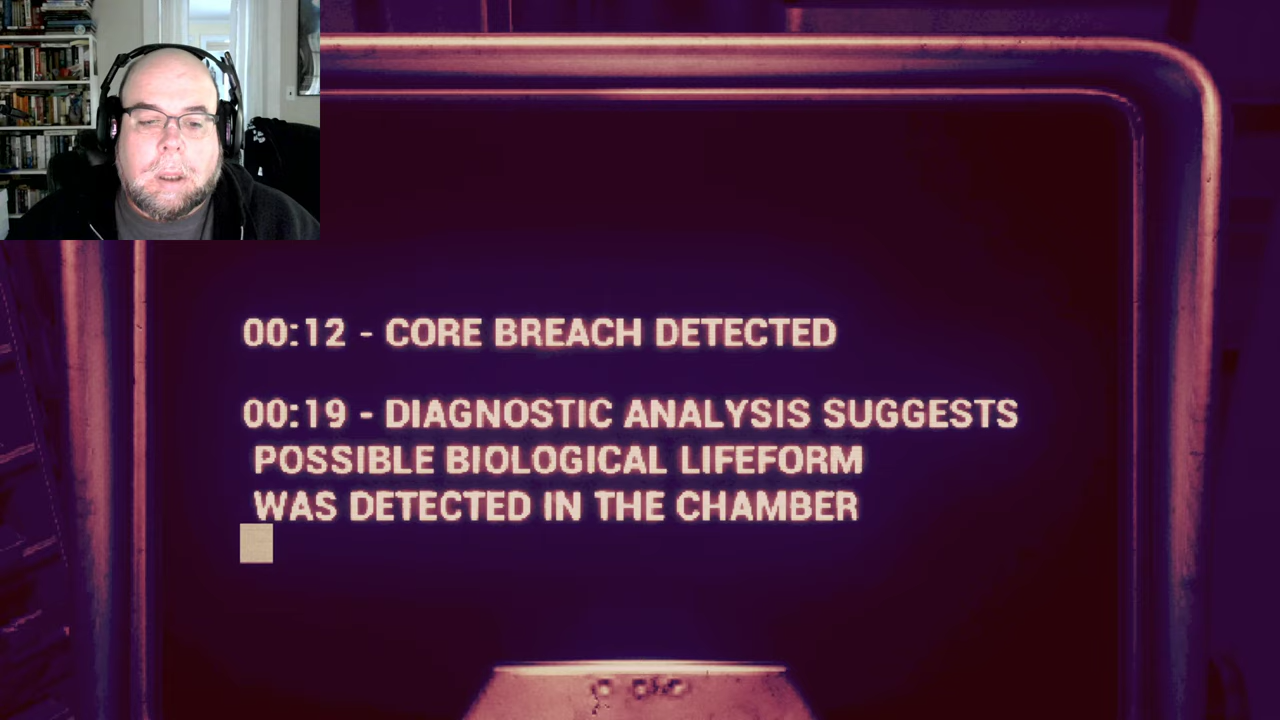 00:12 - CORE BREACH DETECTED
00:19 - DIAGNOSTIC ANALYSIS SUGGESTS
POSSIBLE BIOLOGICAL LIFEFORM
WAS DETECTED IN THE CHAMBER